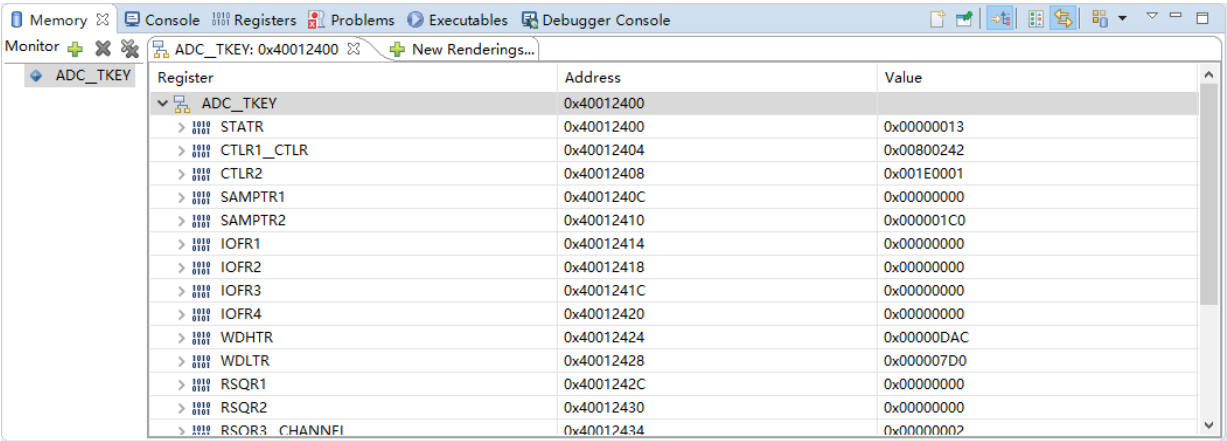 Memory Console Registers Problems Executables Debugger Console
Monitor ADC_TKEY: 0x40012400 New Renderings...
ADC_TKEY
Register Address Value
ADC_TKEY 0x40012400
STATR 0x40012400 0x00000013
CTLR1_CTLR 0x40012404 0x00800242
CTLR2 0x40012408 0x001E0001
SAMPTR1 0x4001240C 0x00000000
SAMPTR2 0x40012410 0x000001C0
IOFR1 0x40012414 0x00000000
IOFR2 0x40012418 0x00000000
IOFR3 0x4001241C 0x00000000
IOFR4 0x40012420 0x00000000
WDHTR 0x40012424 0x00000DAC
WDLTR 0x40012428 0x000007D0
RSQR1 0x4001242C 0x00000000
RSQR2 0x40012430 0x00000000
RSQR3_CHANNEL 0x40012434 0x00000002